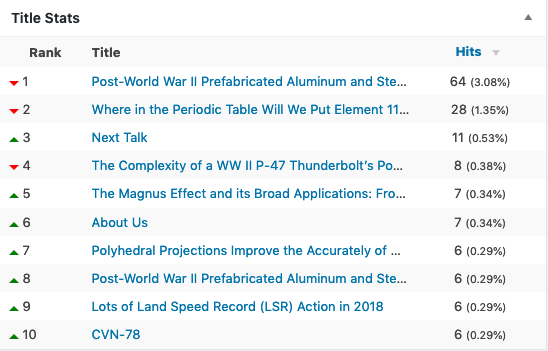 Title Stats
Rank Title Hits
1 Post-World War II Prefabricated Aluminum and Ste... 64 (3.08%)
2 Where in the Periodic Table Will We Put Element 11... 28 (1.35%)
3 Next Talk 11 (0.53%)
4 The Complexity of a WW II P-47 Thunderbolt’s Po... 8 (0.38%)
5 The Magnus Effect and its Broad Applications: Fro... 7 (0.34%)
6 About Us 7 (0.34%)
7 Polyhedral Projections Improve the Accurately of ... 6 (0.29%)
8 Post-World War II Prefabricated Aluminum and Ste... 6 (0.29%)
9 Lots of Land Speed Record (LSR) Action in 2018 6 (0.29%)
10 CVN-78 6 (0.29%)